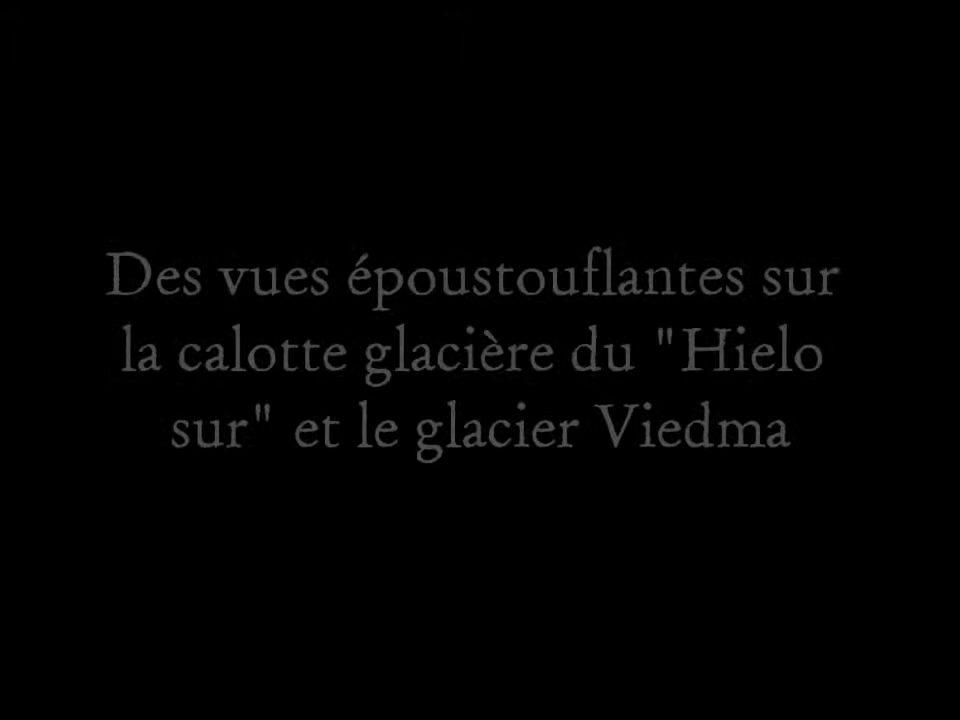 Des vues époustouflantes sur
la calotte glacière du "Hielo
sur" et le glacier Viedma